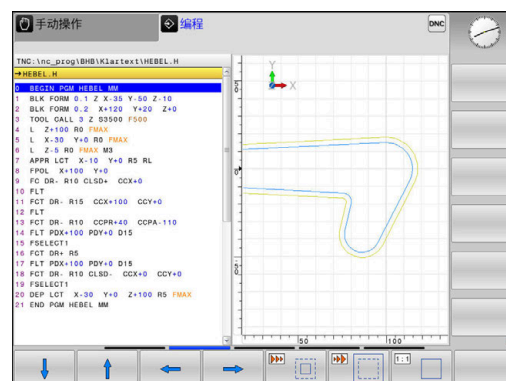 手动操作
编程
DNC
TNC:\nc_prog\BHB\Klartext\HEBEL.H
→HEBEL.H
0 BEGIN PGM HEBEL MM
1 BLK FORM 0.1 Z X-35 Y-50 Z-10
2 BLK FORM 0.2 X+120 Y+20 Z+0
3 TOOL CALL 3 Z S3500 F500
4 L Z+100 R0 FMAX
5 L X-30 Y+0 R0 FMAX
6 L Z-5 R0 FMAX M3
7 APPR LCT X-10 Y+0 R5 RL
8 FPOL X+100 Y+0
9 FC DR- R10 CLSD+ CCX+0
10 FLT
11 FCT DR- R15 CCX+100 CCY+0
12 FLT
13 FCT DR- R10 CCPR+40 CCPA-110
14 FLT PDX+100 PDY+0 D15
15 FSELECT1
16 FCT DR+ R5
17 FLT PDX+100 PDY+0 D15
18 FCT DR- R10 CLSD- CCX+0 CCY+0
19 FSELECT1
20 DEP LCT X-30 Y+0 Z+100 R5 FMAX
21 END PGM HEBEL MM
Y
X
50
0
50
100
1:1